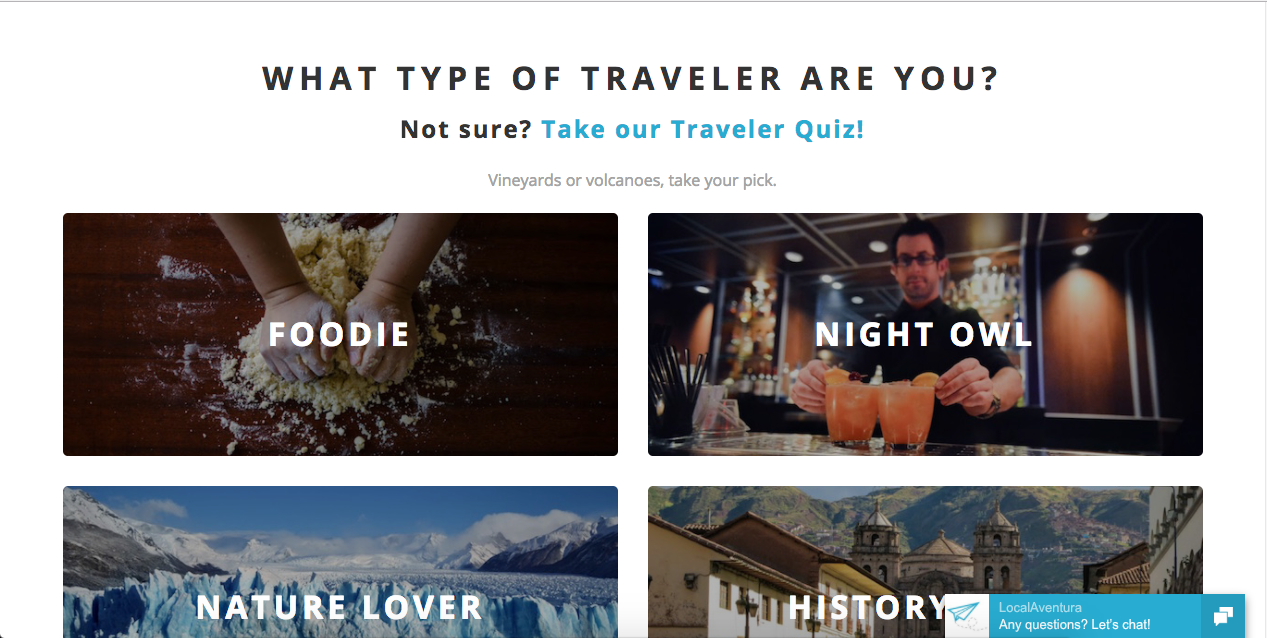 WHAT TYPE OF TRAVELER ARE YOU?
Not sure? Take our Traveler Quiz!
Vineyards or volcanoes, take your pick.
FOODIE
NIGHT OWL
NATURE LOVER
HISTORY
LocalAventura
Any questions? Let's chat!